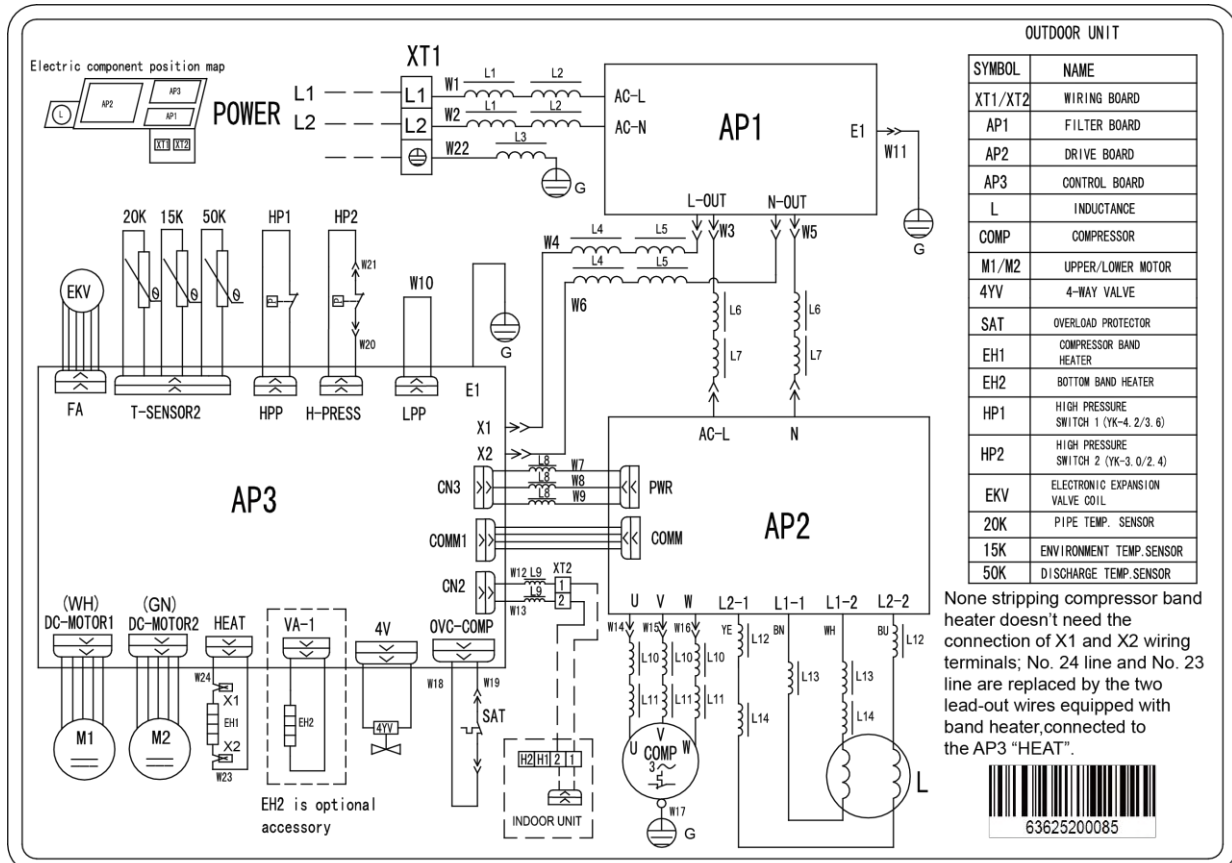 OUTDOOR UNIT
Electric component position map
L
AP2
AP3
AP1
XT1 XT2
POWER
L1
L2
XT1
L1
L2
W1
L1
L2
W2
L1
L2
W22
L3
G
AC-L
AC-N
AP1
E1
W11
G
L-OUT
N-OUT
W3
W5
W4
L4
L5
L4
L5
W6
L6
L7
L6
L7
20K
15K
50K
HP1
HP2
W21
W20
W10
EKV
G
FA
T-SENSOR2
HPP
H-PRESS
LPP
E1
X1
X2
AP3
CN3
L8
W7
L8
W8
L8
W9
PWR
COMM1
COMM
CN2
W12
L9
XT2
1
W13
L9
2
AC-L
N
AP2
U
V
W
L2-1
L1-1
L1-2
L2-2
W14
W15
W16
YE
BN
WH
BU
L12
L12
L10
L10
L10
L13
L13
L11
L11
L11
L14
L14
U
V
W
COMP
3
W17
G
L
(WH)
DC-MOTOR1
(GN)
DC-MOTOR2
HEAT
VA-1
4V
OVC-COMP
W24
X1
EH1
X2
W23
EH2
4YV
W18
W19
SAT
M1
M2
EH2 is optional
accessory
H2 H1 2 1
INDOOR UNIT
SYMBOL NAME
XT1/XT2 WIRING BOARD
AP1 FILTER BOARD
AP2 DRIVE BOARD
AP3 CONTROL BOARD
L INDUCTANCE
COMP COMPRESSOR
M1/M2 UPPER/LOWER MOTOR
4YV 4-WAY VALVE
SAT OVERLOAD PROTECTOR
EH1 COMPRESSOR BAND
HEATER
EH2 BOTTOM BAND HEATER
HP1 HIGH PRESSURE
SWITCH 1 (YK-4.2/3.6)
HP2 HIGH PRESSURE
SWITCH 2 (YK-3.0/2.4)
EKV ELECTRONIC EXPANSION
VALVE COIL
20K PIPE TEMP. SENSOR
15K ENVIRONMENT TEMP.SENSOR
50K DISCHARGE TEMP.SENSOR
None stripping compressor band
heater doesn't need the
connection of X1 and X2 wiring
terminals; No. 24 line and No. 23
line are replaced by the two
lead-out wires equipped with
band heater,connected to
the AP3 “HEAT”.
63625200085